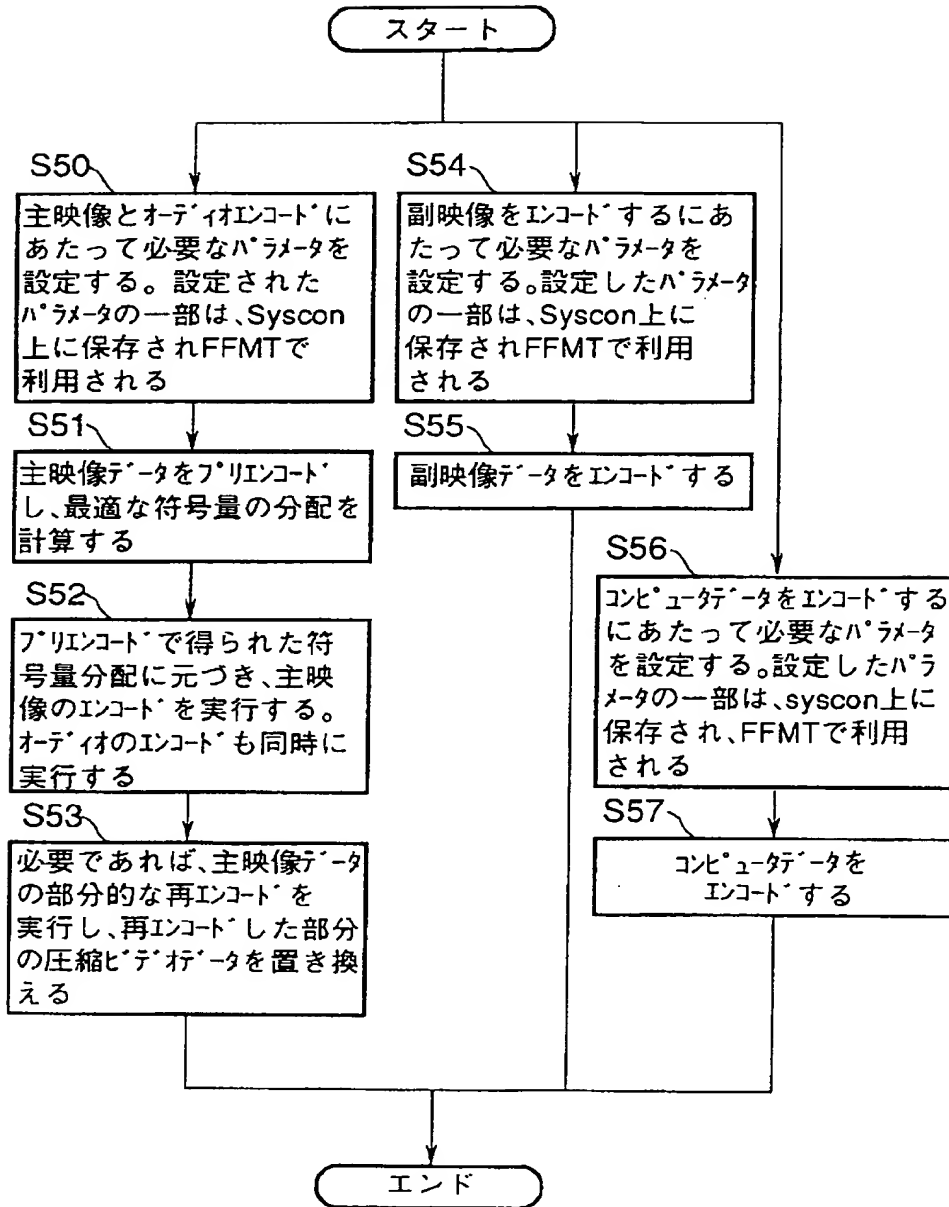 スタート
S50
主映像とオーディオエンコードに
あたって必要なパラメータを
設定する。設定された
パラメータの一部は、Syscon
上に保存されFFMTで
利用される
S51
主映像データをプリエンコード
し、最適な符号量の分配を
計算する
S52
プリエンコードで得られた符
号量分配に元づき、主映
像のエンコードを実行する。
オーディオのエンコードも同時に
実行する
S53
必要であれば、主映像データ
の部分的な再エンコードを
実行し、再エンコードした部分
の圧縮ビデオデータを置き換
える
S54
副映像をエンコードするにあ
たって必要なパラメータを
設定する。設定したパラメータ
の一部は、Syscon上に
保存されFFMTで利用
される
S55
副映像データをエンコードする
S56
コンピュータデータをエンコードする
にあたって必要なパラメータ
を設定する。設定したパラ
メータの一部は、syscon上に
保存され、FFMTで利用
される
S57
コンピュータデータを
エンコードする
エンド